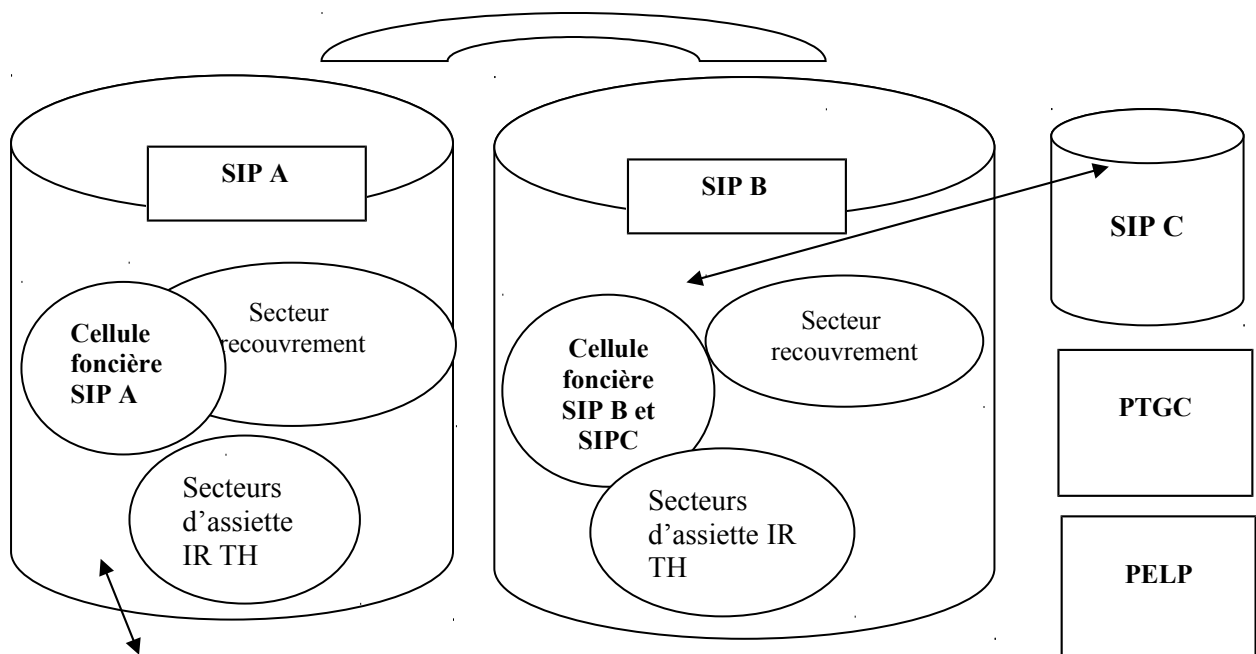 SIP A
SIP B
SIP C
Cellule
foncière
SIP A
Secteur
recouvrement
Cellule
foncière
SIP B et
SIPC
Secteur
recouvrement
Secteurs
d’assiette
IR TH
Secteurs
d’assiette IR
TH
PTGC
PELP